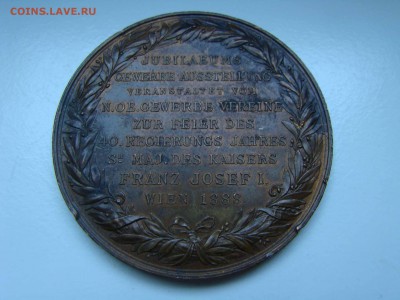 COINS.LAVE.RU
JUBILAEUMS
GEWERBE AUSSTELLUNG
VERANSTALTET VOM
N.OE. GEWERBE VEREINE
ZUR FEIER DES
40. REGIERUNGS JAHRES
SR MAJ. DES KAISERS
FRANZ JOSEF I.
WIEN 1888